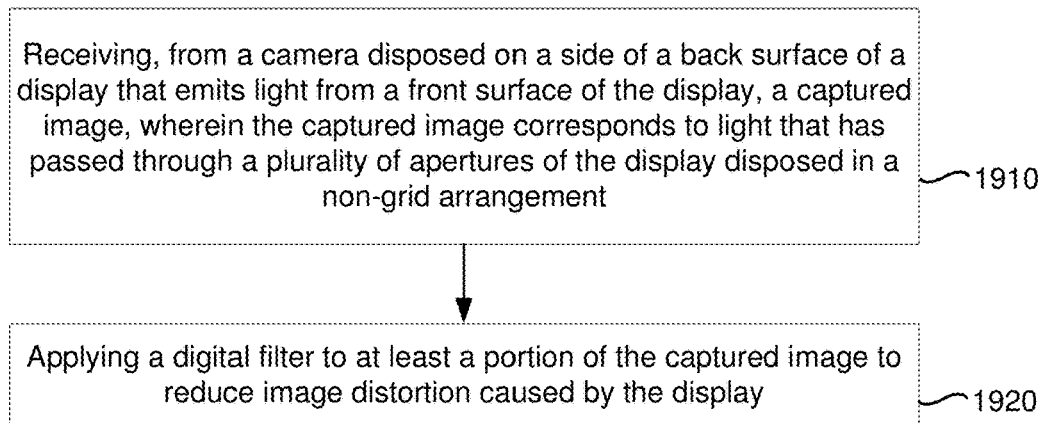 Receiving, from a camera disposed on a side of a back surface of a
display that emits light from a front surface of the display, a captured
image, wherein the captured image corresponds to light that has
passed through a plurality of apertures of the display disposed in a
non-grid arrangement
1910
Applying a digital filter to at least a portion of the captured image to
reduce image distortion caused by the display
1920